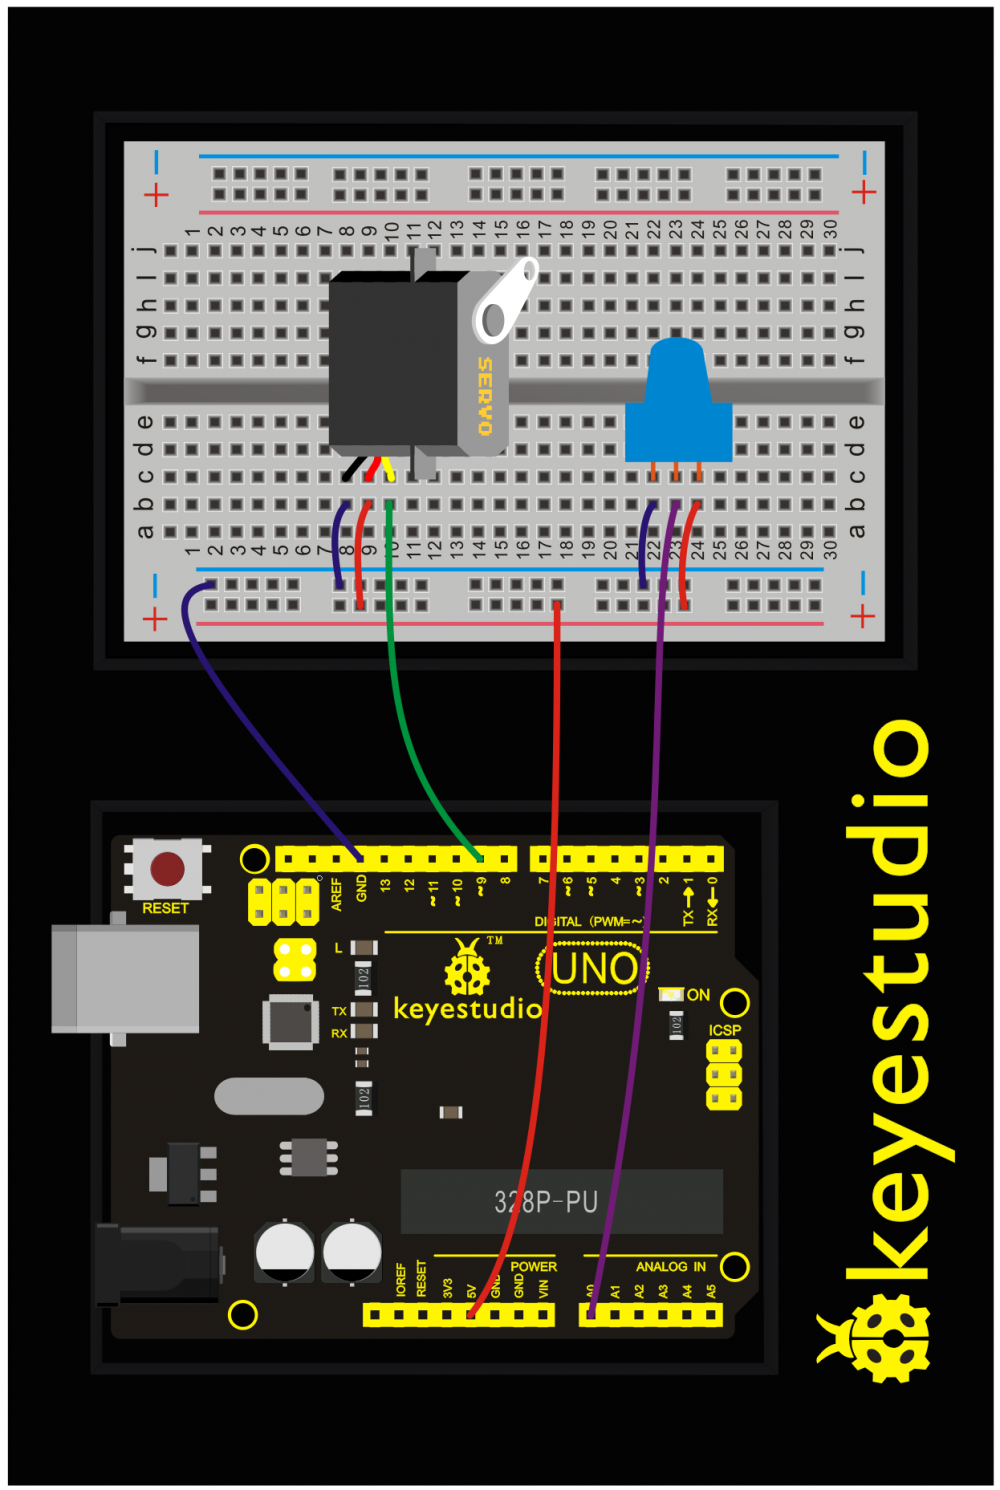 − −
+ +
1 2 3 4 5 6 7 8 9 10 11 12 13 14 15 16 17 18 19 20 21 22 23 24 25 26 27 28 29 30
j j
I I
h h
g g
f f
SERVO
e e
d d
c c
b b
a a
1 2 3 4 5 6 7 8 9 10 11 12 13 14 15 16 17 18 19 20 21 22 23 24 25 26 27 28 29 30
− −
+ +
keyestudio
RESET
AREF GND 13 12 ~11 ~10 ~9 8 7 ~6 ~5 4 ~3 2 TX→1 RX←0
DIGITAL (PWM=~)
L
102
TX
RX
102
TM
keyestudio
UNO
ON
102
ICSP
328P-PU
POWER
ANALOG IN
IOREF RESET 3V3 5V GND GND VIN A0 A1 A2 A3 A4 A5